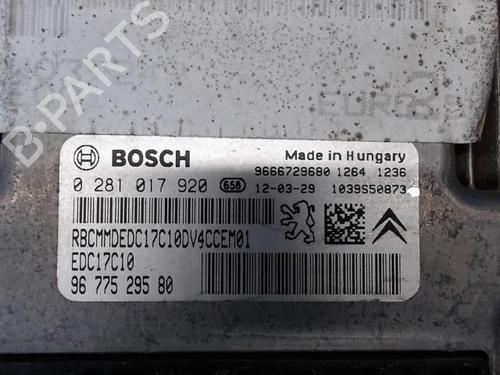 B-PARTS
BOSCH
Made in Hungary
0 281 017 920 658
9666729680 1264 1236
12-03-29 1039S50873
RBCMMDEDC17C10DV4CCEM01
EDC17C10
96 775 295 80